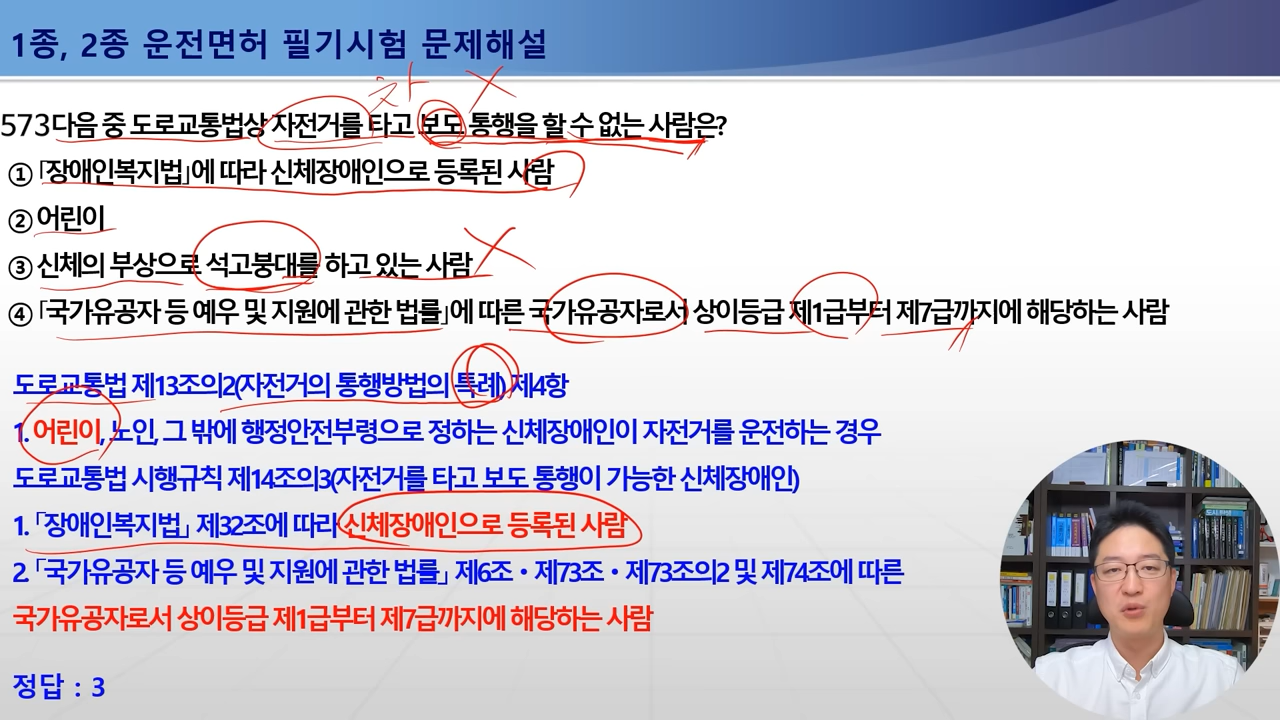 1종, 2종 운전면허 필기시험 문제해설
차
573다음 중 도로교통법상 자전거를 타고 보도 통행을 할 수 없는 사람은?
① 「장애인복지법」에 따라 신체장애인으로 등록된 사람
② 어린이
③ 신체의 부상으로 석고붕대를 하고 있는 사람
④ 「국가유공자 등 예우 및 지원에 관한 법률」에 따른 국가유공자로서 상이등급 제1급부터 제7급까지에 해당하는 사람
도로교통법 제13조의2(자전거의 통행방법의 특례) 제4항
1. 어린이, 노인, 그 밖에 행정안전부령으로 정하는 신체장애인이 자전거를 운전하는 경우
도로교통법 시행규칙 제14조의3(자전거를 타고 보도 통행이 가능한 신체장애인)
1. 「장애인복지법」 제32조에 따라 신체장애인으로 등록된 사람
2. 「국가유공자 등 예우 및 지원에 관한 법률」 제6조·제73조·제73조의2 및 제74조에 따른
국가유공자로서 상이등급 제1급부터 제7급까지에 해당하는 사람
정답 : 3